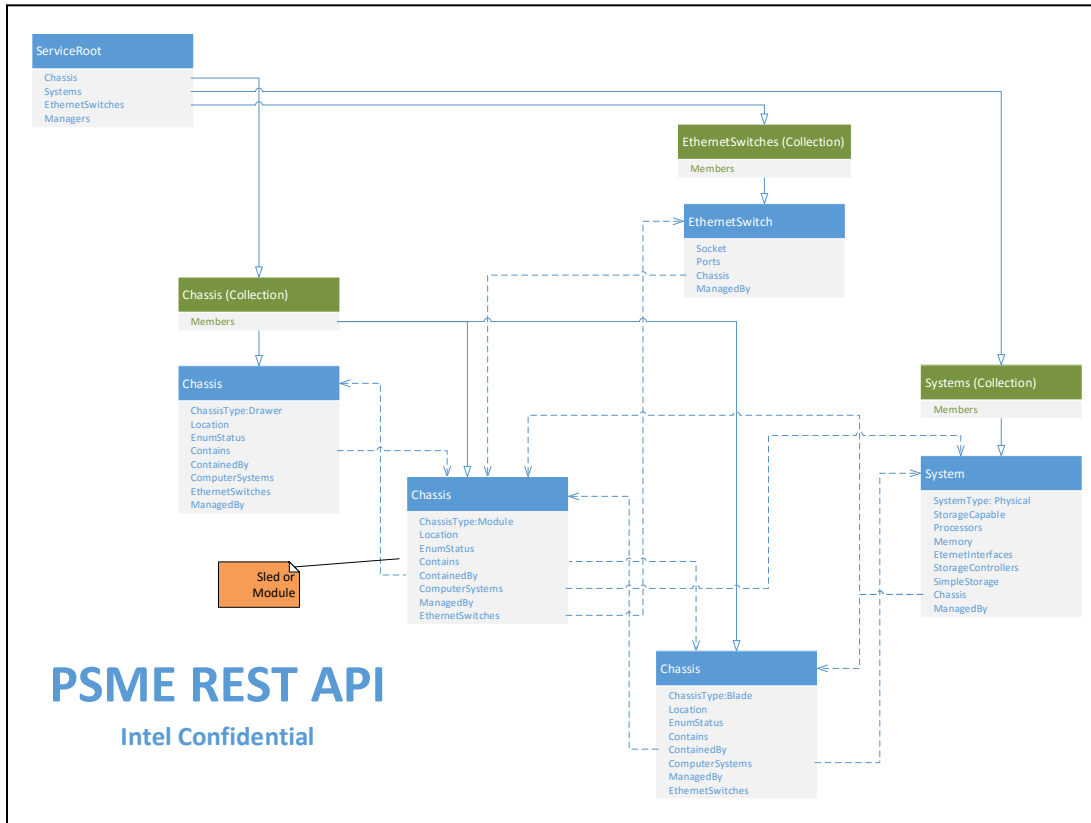 ServiceRoot
Chassis
Systems
EthernetSwitches
Managers
EthernetSwitches (Collection)
Members
EthernetSwitch
Socket
Ports
Chassis
ManagedBy
Chassis (Collection)
Members
Chassis
ChassisType:Drawer
Location
EnumStatus
Contains
ContainedBy
ComputerSystems
EthernetSwitches
ManagedBy
Systems (Collection)
Members
System
SystemType: Physical
StorageCapable
Processors
Memory
EternetInterfaces
StorageControllers
SimpleStorage
Chassis
ManagedBy
Chassis
ChassisType:Module
Location
EnumStatus
Contains
ContainedBy
ComputerSystems
ManagedBy
EthernetSwitches
Sled or
Module
Chassis
ChassisType:Blade
Location
EnumStatus
Contains
ContainedBy
ComputerSystems
ManagedBy
EthernetSwitches
PSME REST API
Intel Confidential